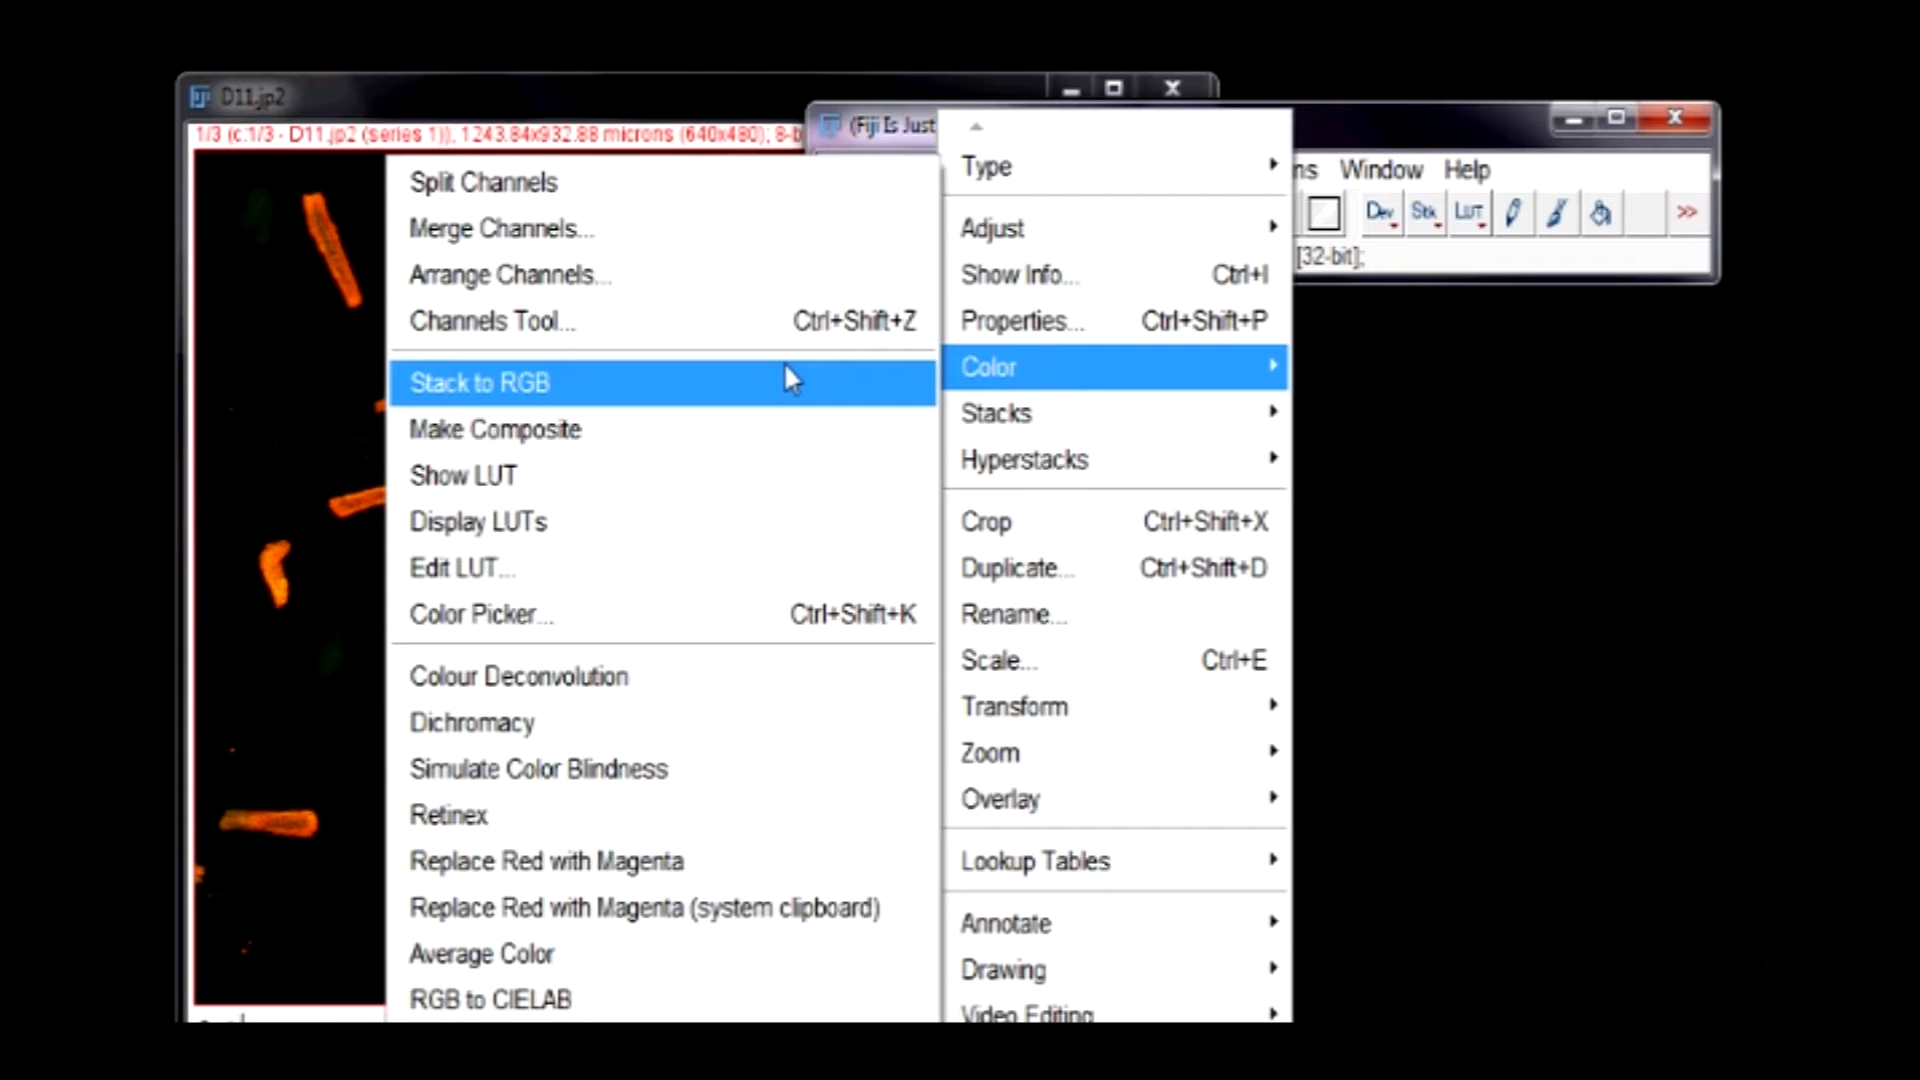 D11.jp2
1/3 (c:1/3 - D11.jp2 (series 1)); 1243.84x932.88 microns (640x480); 8-b
(Fiji Is Just
ns Window Help
Dev Stk LUT >>
[32-bit];
Split Channels
Merge Channels...
Arrange Channels...
Channels Tool... Ctrl+Shift+Z
Stack to RGB
Make Composite
Show LUT
Display LUTs
Edit LUT...
Color Picker... Ctrl+Shift+K
Colour Deconvolution
Dichromacy
Simulate Color Blindness
Retinex
Replace Red with Magenta
Replace Red with Magenta (system clipboard)
Average Color
RGB to CIELAB
Type
Adjust
Show Info... Ctrl+I
Properties... Ctrl+Shift+P
Color
Stacks
Hyperstacks
Crop Ctrl+Shift+X
Duplicate... Ctrl+Shift+D
Rename...
Scale... Ctrl+E
Transform
Zoom
Overlay
Lookup Tables
Annotate
Drawing
Video Editing